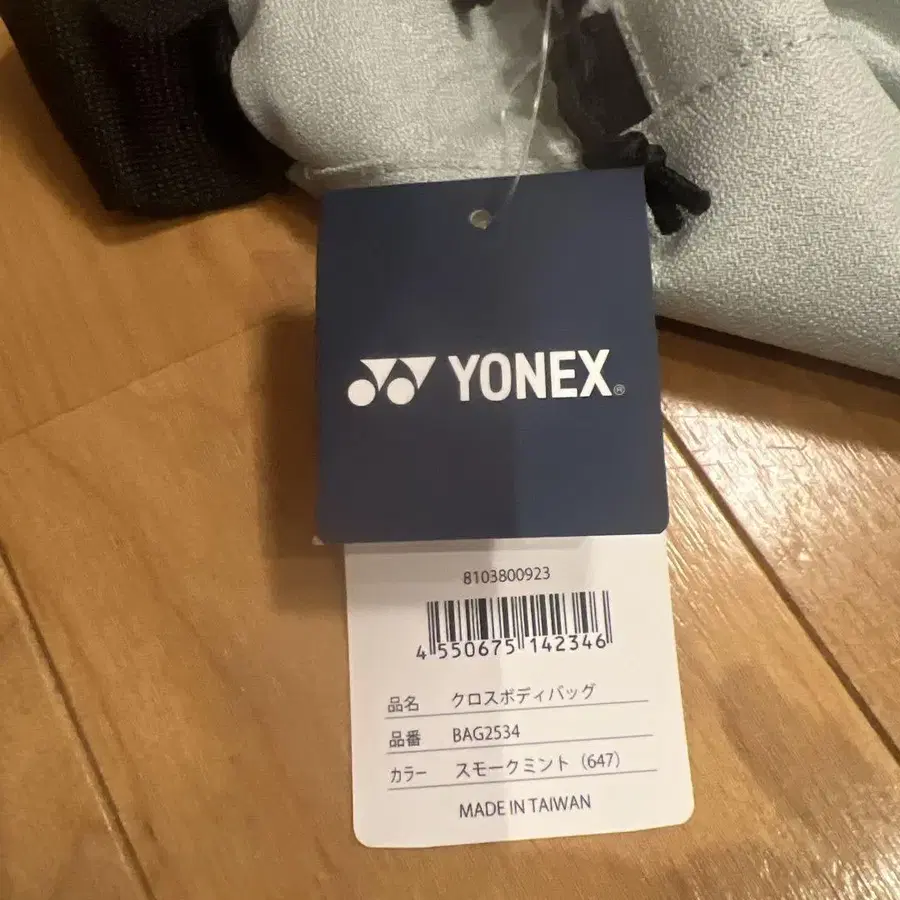 YONEX®
8103800923
4 550675 142346
品名 クロスボディバッグ
品番 BAG2534
カラー スモークミント（647）
MADE IN TAIWAN